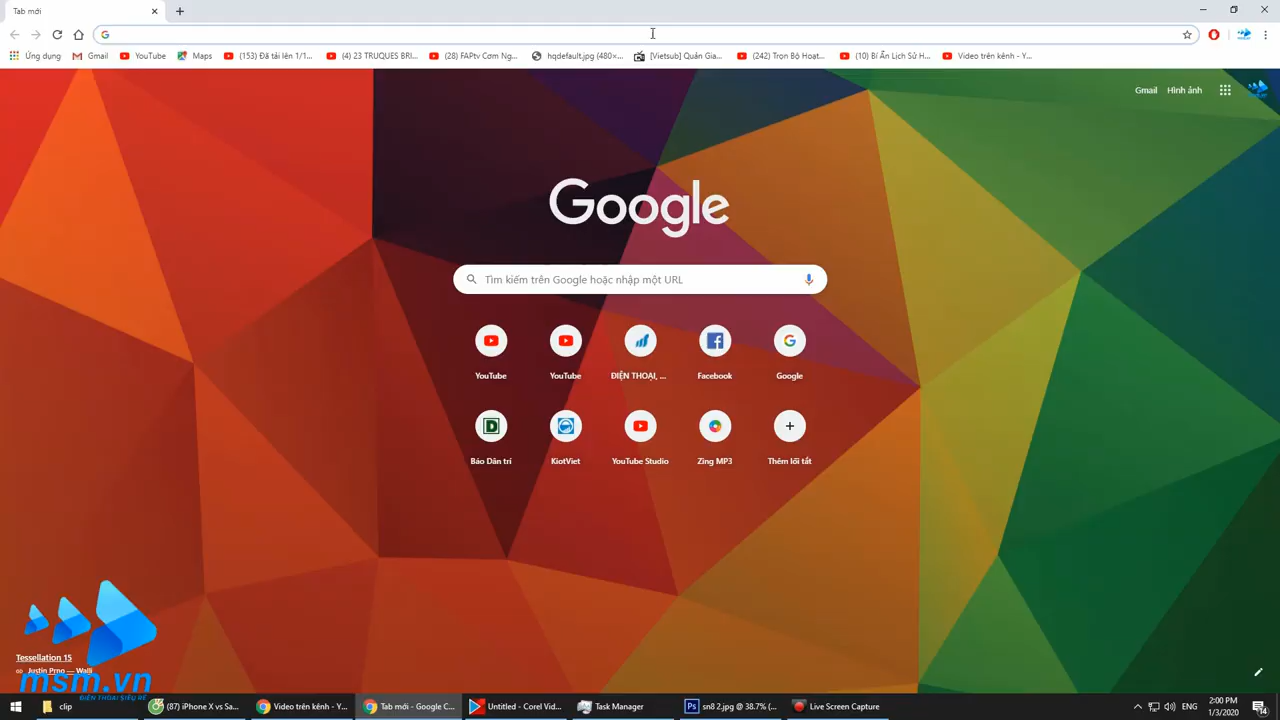 Tab mới
Ứng dụng
Gmail
YouTube
Maps
(153) Đã tải lên 1/1...
(4) 23 TRUQUES BRI...
(28) FAPtv Cơm Ng...
hqdefault.jpg (480×...
[Vietsub] Quán Gia...
(242) Trọn Bộ Hoạt...
(10) Bí Ẩn Lịch Sử H...
Video trên kênh - Y...
Gmail
Hình ảnh
Google
Tìm kiếm trên Google hoặc nhập một URL
YouTube
YouTube
ĐIỆN THOẠI, ...
Facebook
Google
Báo Dân trí
KiotViet
YouTube Studio
Zing MP3
Thêm lối tắt
Tessellation 15
Justin Prno — Walli
msm.vn
ĐIỆN THOẠI SIÊU RẺ
clip
(87) iPhone X vs Sa...
Video trên kênh - Y...
Tab mới - Google C...
Untitled - Corel Vid...
Task Manager
sn8 2.jpg @ 38.7% (...
Live Screen Capture
ENG
2:00 PM
1/3/2020